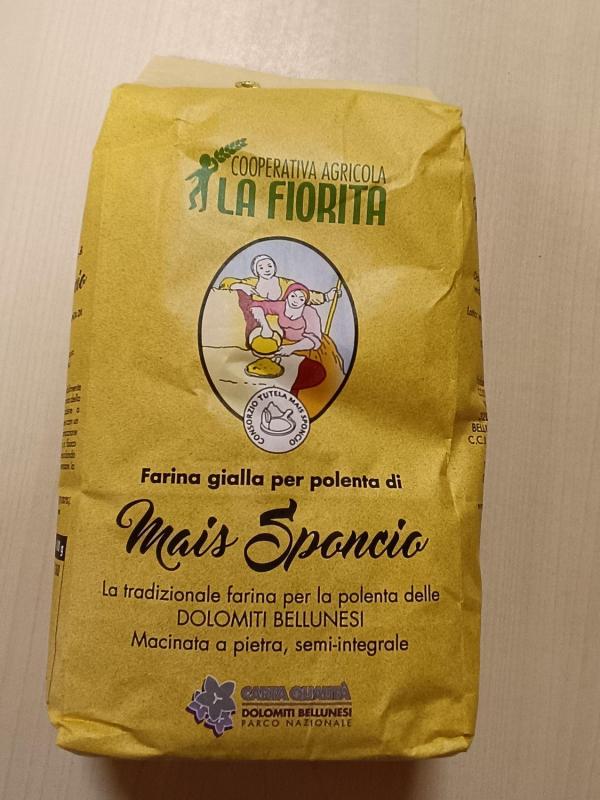 COOPERATIVA AGRICOLA
LA FIORITA
CONSORZIO TUTELA MAIS SPONCIO
Farina gialla per polenta di
Mais Sponcio
La tradizionale farina per la polenta delle
DOLOMITI BELLUNESI
Macinata a pietra, semi-integrale
CARTA QUALITÀ
DOLOMITI BELLUNESI
PARCO NAZIONALE